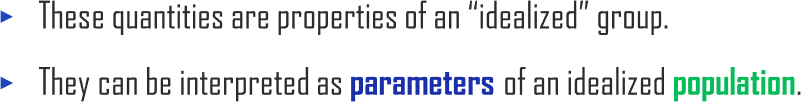 ▸ These quantities are properties of an “idealized” group.
▸ They can be interpreted as parameters of an idealized population.